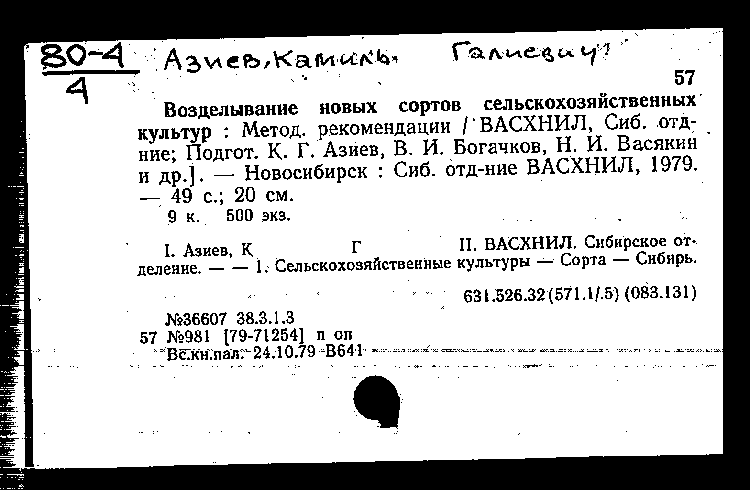 80-4
4
Азиев, Камиль Галиевич
57
Возделывание новых сортов сельскохозяйственных
культур : Метод. рекомендации / ВАСХНИЛ, Сиб. отд-
ние; Подгот. К. Г. Азиев, В. И. Богачков, Н. И. Васякин
и др.]. — Новосибирск : Сиб. отд-ние ВАСХНИЛ, 1979.
— 49 с.; 20 см.
9 к. 500 экз.
I. Азиев, К Г II. ВАСХНИЛ. Сибирское от-
деление. — — 1. Сельскохозяйственные культуры — Сорта — Сибирь.
631.526.32(571.1/.5) (083.131)
№36607 38.3.1.3
57 №981 [79-71254] п оп
Вс.кн.пал. 24.10.79 В641